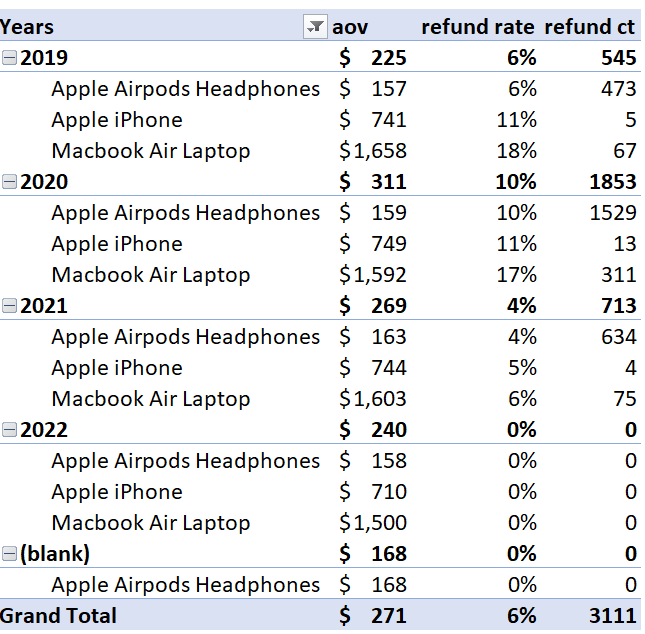 Years aov refund rate refund ct
2019 $ 225 6% 545
Apple Airpods Headphones $ 157 6% 473
Apple iPhone $ 741 11% 5
Macbook Air Laptop $1,658 18% 67
2020 $ 311 10% 1853
Apple Airpods Headphones $ 159 10% 1529
Apple iPhone $ 749 11% 13
Macbook Air Laptop $1,592 17% 311
2021 $ 269 4% 713
Apple Airpods Headphones $ 163 4% 634
Apple iPhone $ 744 5% 4
Macbook Air Laptop $1,603 6% 75
2022 $ 240 0% 0
Apple Airpods Headphones $ 158 0% 0
Apple iPhone $ 710 0% 0
Macbook Air Laptop $1,500 0% 0
(blank) $ 168 0% 0
Apple Airpods Headphones $ 168 0% 0
Grand Total $ 271 6% 3111